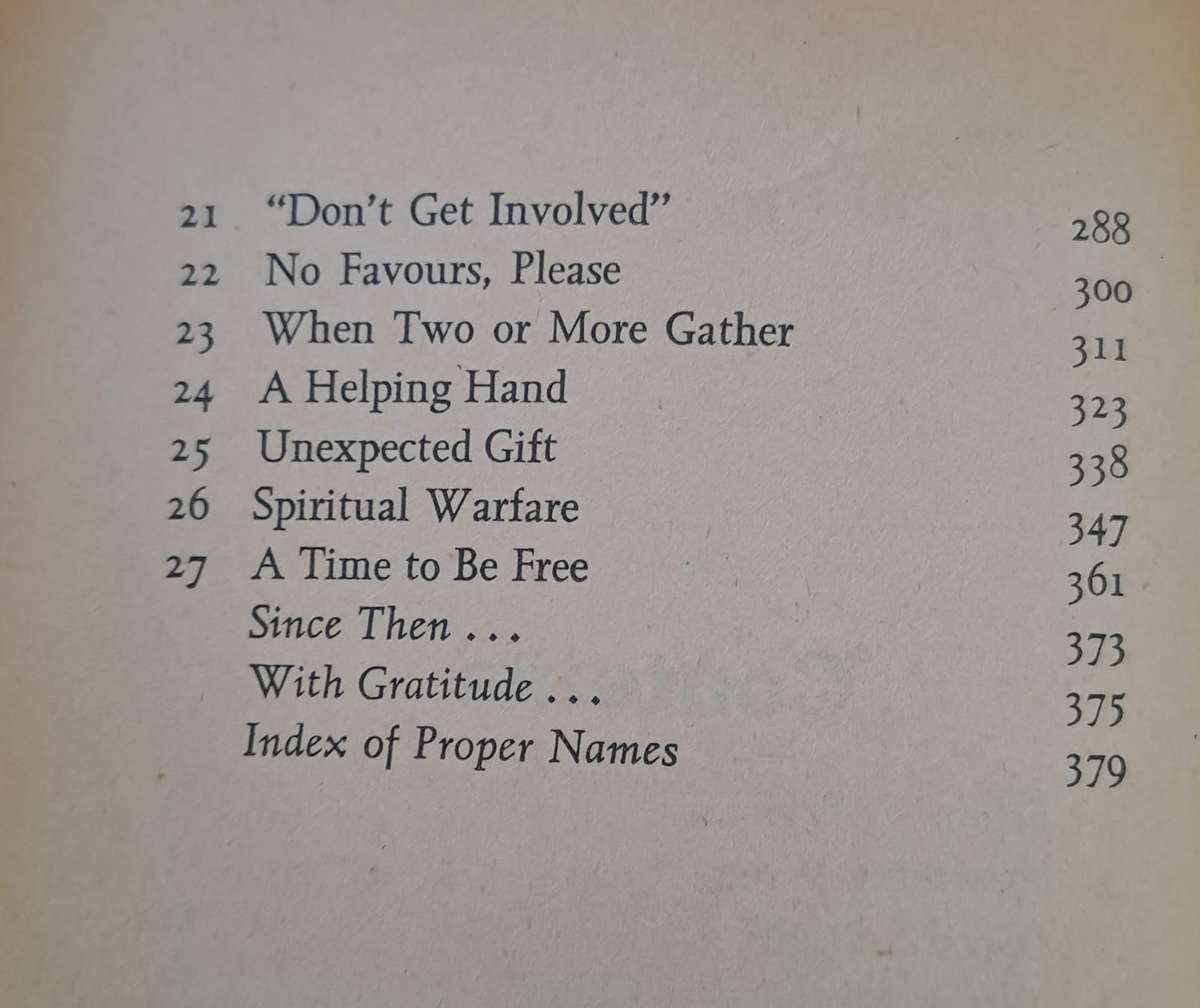 21 “Don't Get Involved” 288
22 No Favours, Please 300
23 When Two or More Gather 311
24 A Helping Hand 323
25 Unexpected Gift 338
26 Spiritual Warfare 347
27 A Time to Be Free 361
Since Then . . . 373
With Gratitude . . . 375
Index of Proper Names 379